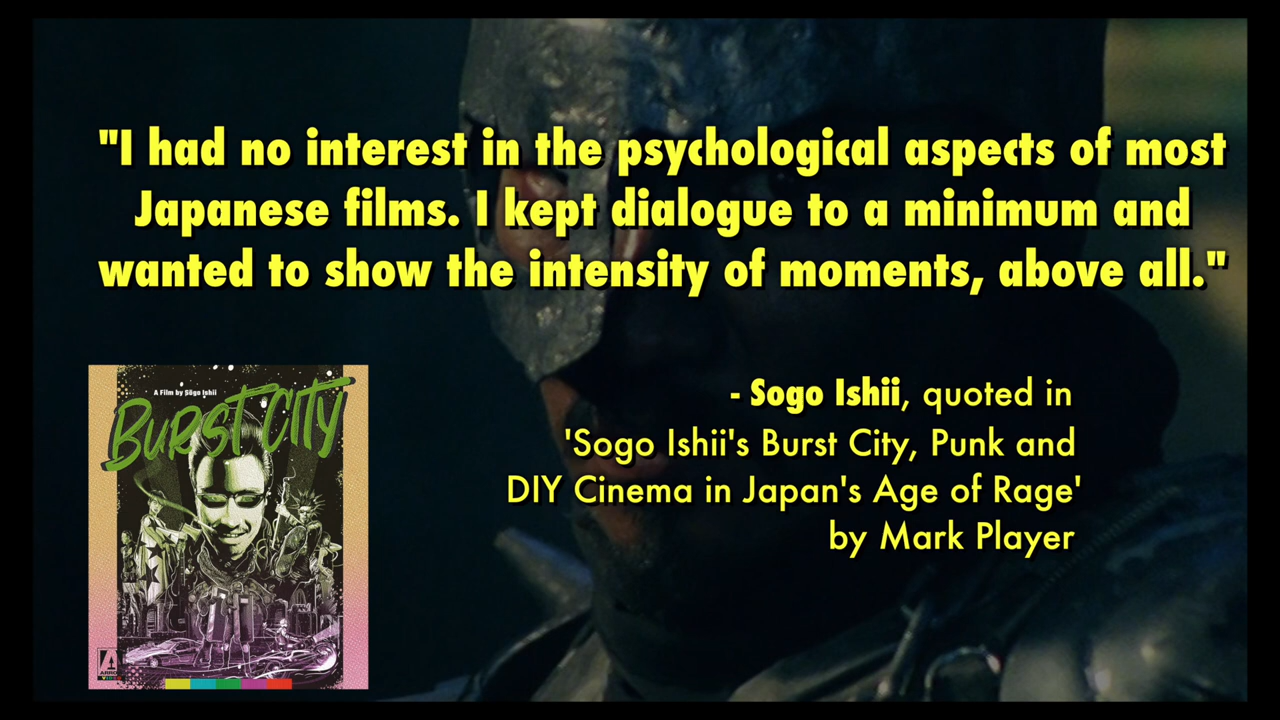 "I had no interest in the psychological aspects of most
Japanese films. I kept dialogue to a minimum and
wanted to show the intensity of moments, above all."
- Sogo Ishii, quoted in
'Sogo Ishii's Burst City, Punk and
DIY Cinema in Japan's Age of Rage'
by Mark Player
A Film by Sōgo Ishii
BURST CITY
ARROW